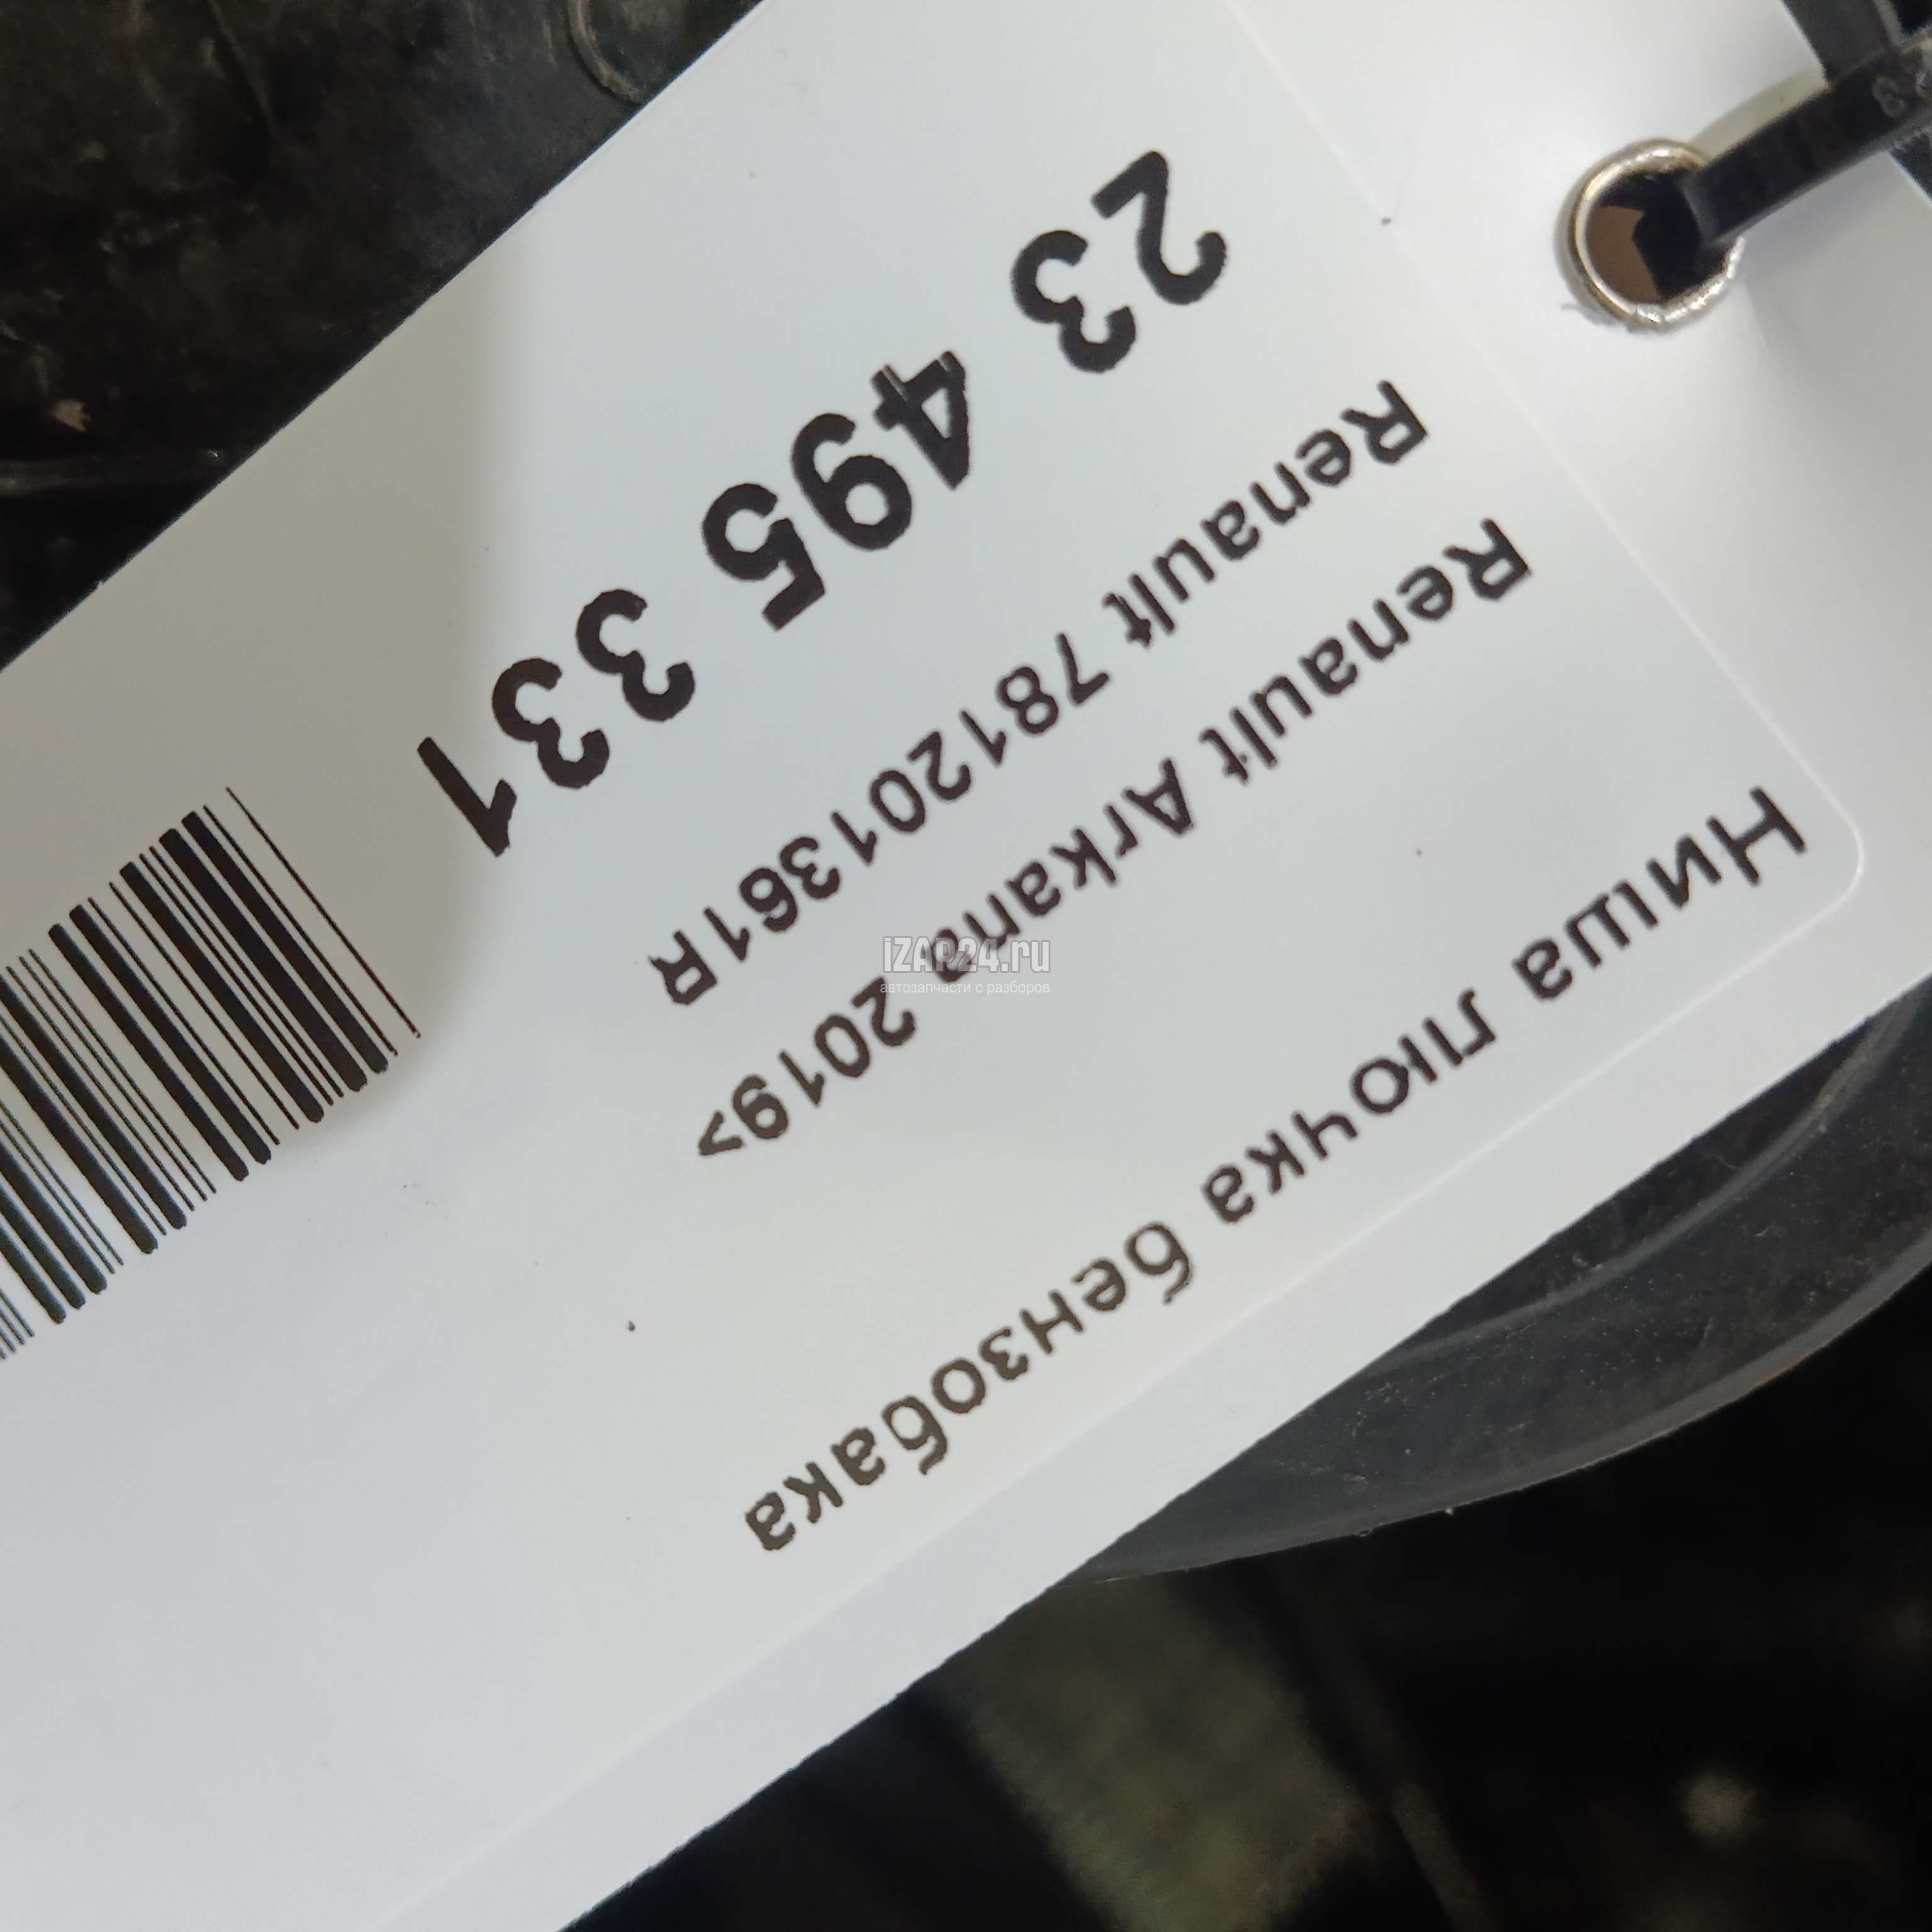 Ниша лючка бензобака
Renault Arkana 2019>
Renault 781201361R
23 495 331
iZAP24.ru
автозапчасти с разборов